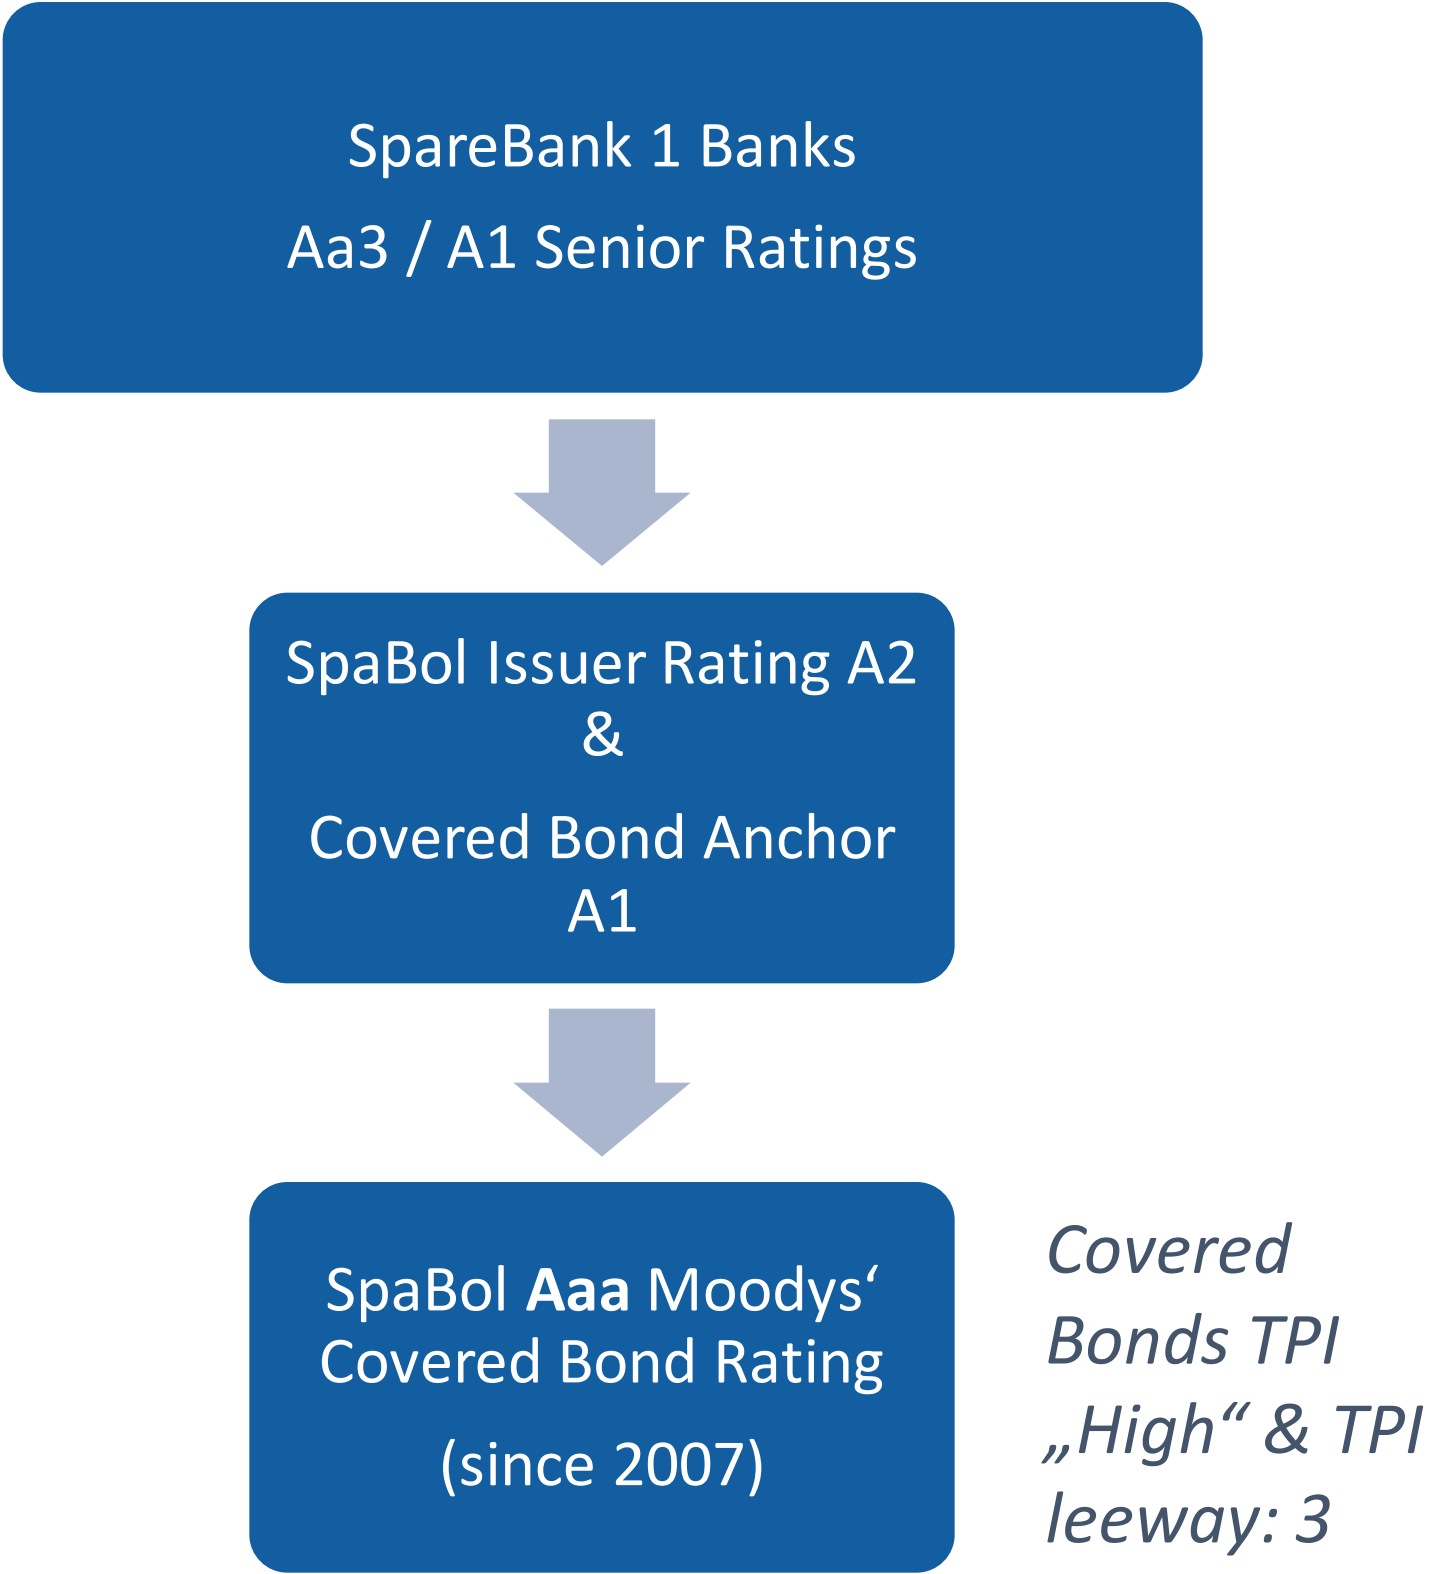 SpareBank 1 Banks
Aa3 / A1 Senior Ratings
SpaBol Issuer Rating A2
&
Covered Bond Anchor
A1
SpaBol Aaa Moodys‘
Covered Bond Rating
(since 2007)
Covered
Bonds TPI
„High“ & TPI
leeway: 3